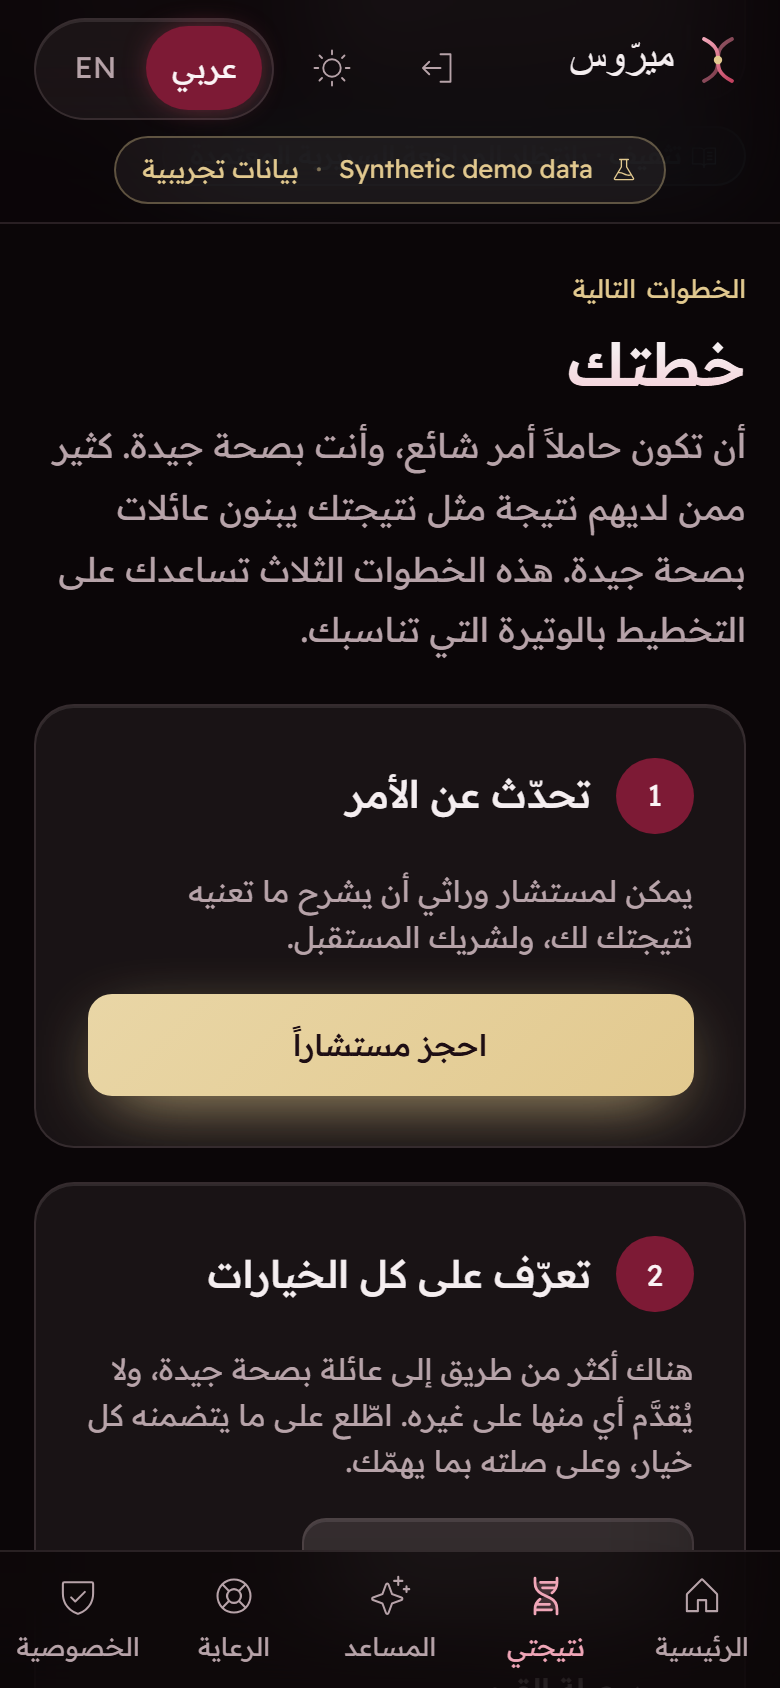 ميرّوس
عربي
EN
Synthetic demo data · بيانات تجريبية
الخطوات التالية
خطتك
أن تكون حاملاً أمر شائع، وأنت بصحة جيدة. كثير
ممن لديهم نتيجة مثل نتيجتك يبنون عائلات
بصحة جيدة. هذه الخطوات الثلاث تساعدك على
التخطيط بالوتيرة التي تناسبك.
1
تحدّث عن الأمر
يمكن لمستشار وراثي أن يشرح ما تعنيه
نتيجتك لك، ولشريك المستقبل.
احجز مستشاراً
2
تعرّف على كل الخيارات
هناك أكثر من طريق إلى عائلة بصحة جيدة، ولا
يُقدَّم أي منها على غيره. اطّلع على ما يتضمنه كل
خيار، وعلى صلته بما يهمّك.
الرئيسية
نتيجتي
المساعد
الرعاية
الخصوصية